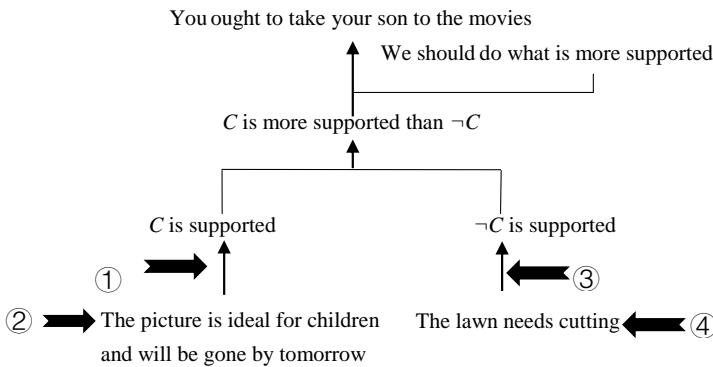 You ought to take your son to the movies
We should do what is more supported
C is more supported than ¬C
C is supported
¬C is supported
①
③
② The picture is ideal for children
and will be gone by tomorrow
The lawn needs cutting ④